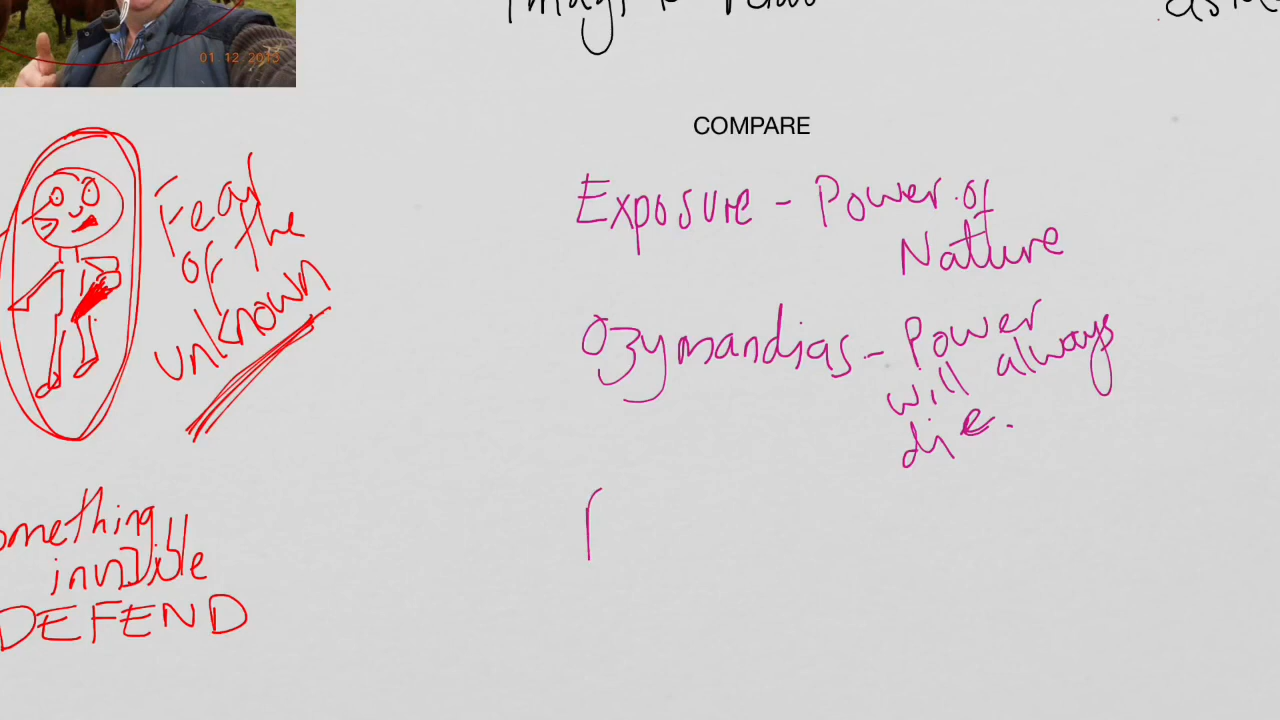 01 12 2013
COMPARE
Exposure - Power of
Nature
Ozymandias - Power
will always
die.
Fear
of the
unknown
omething
invisible
DEFEND